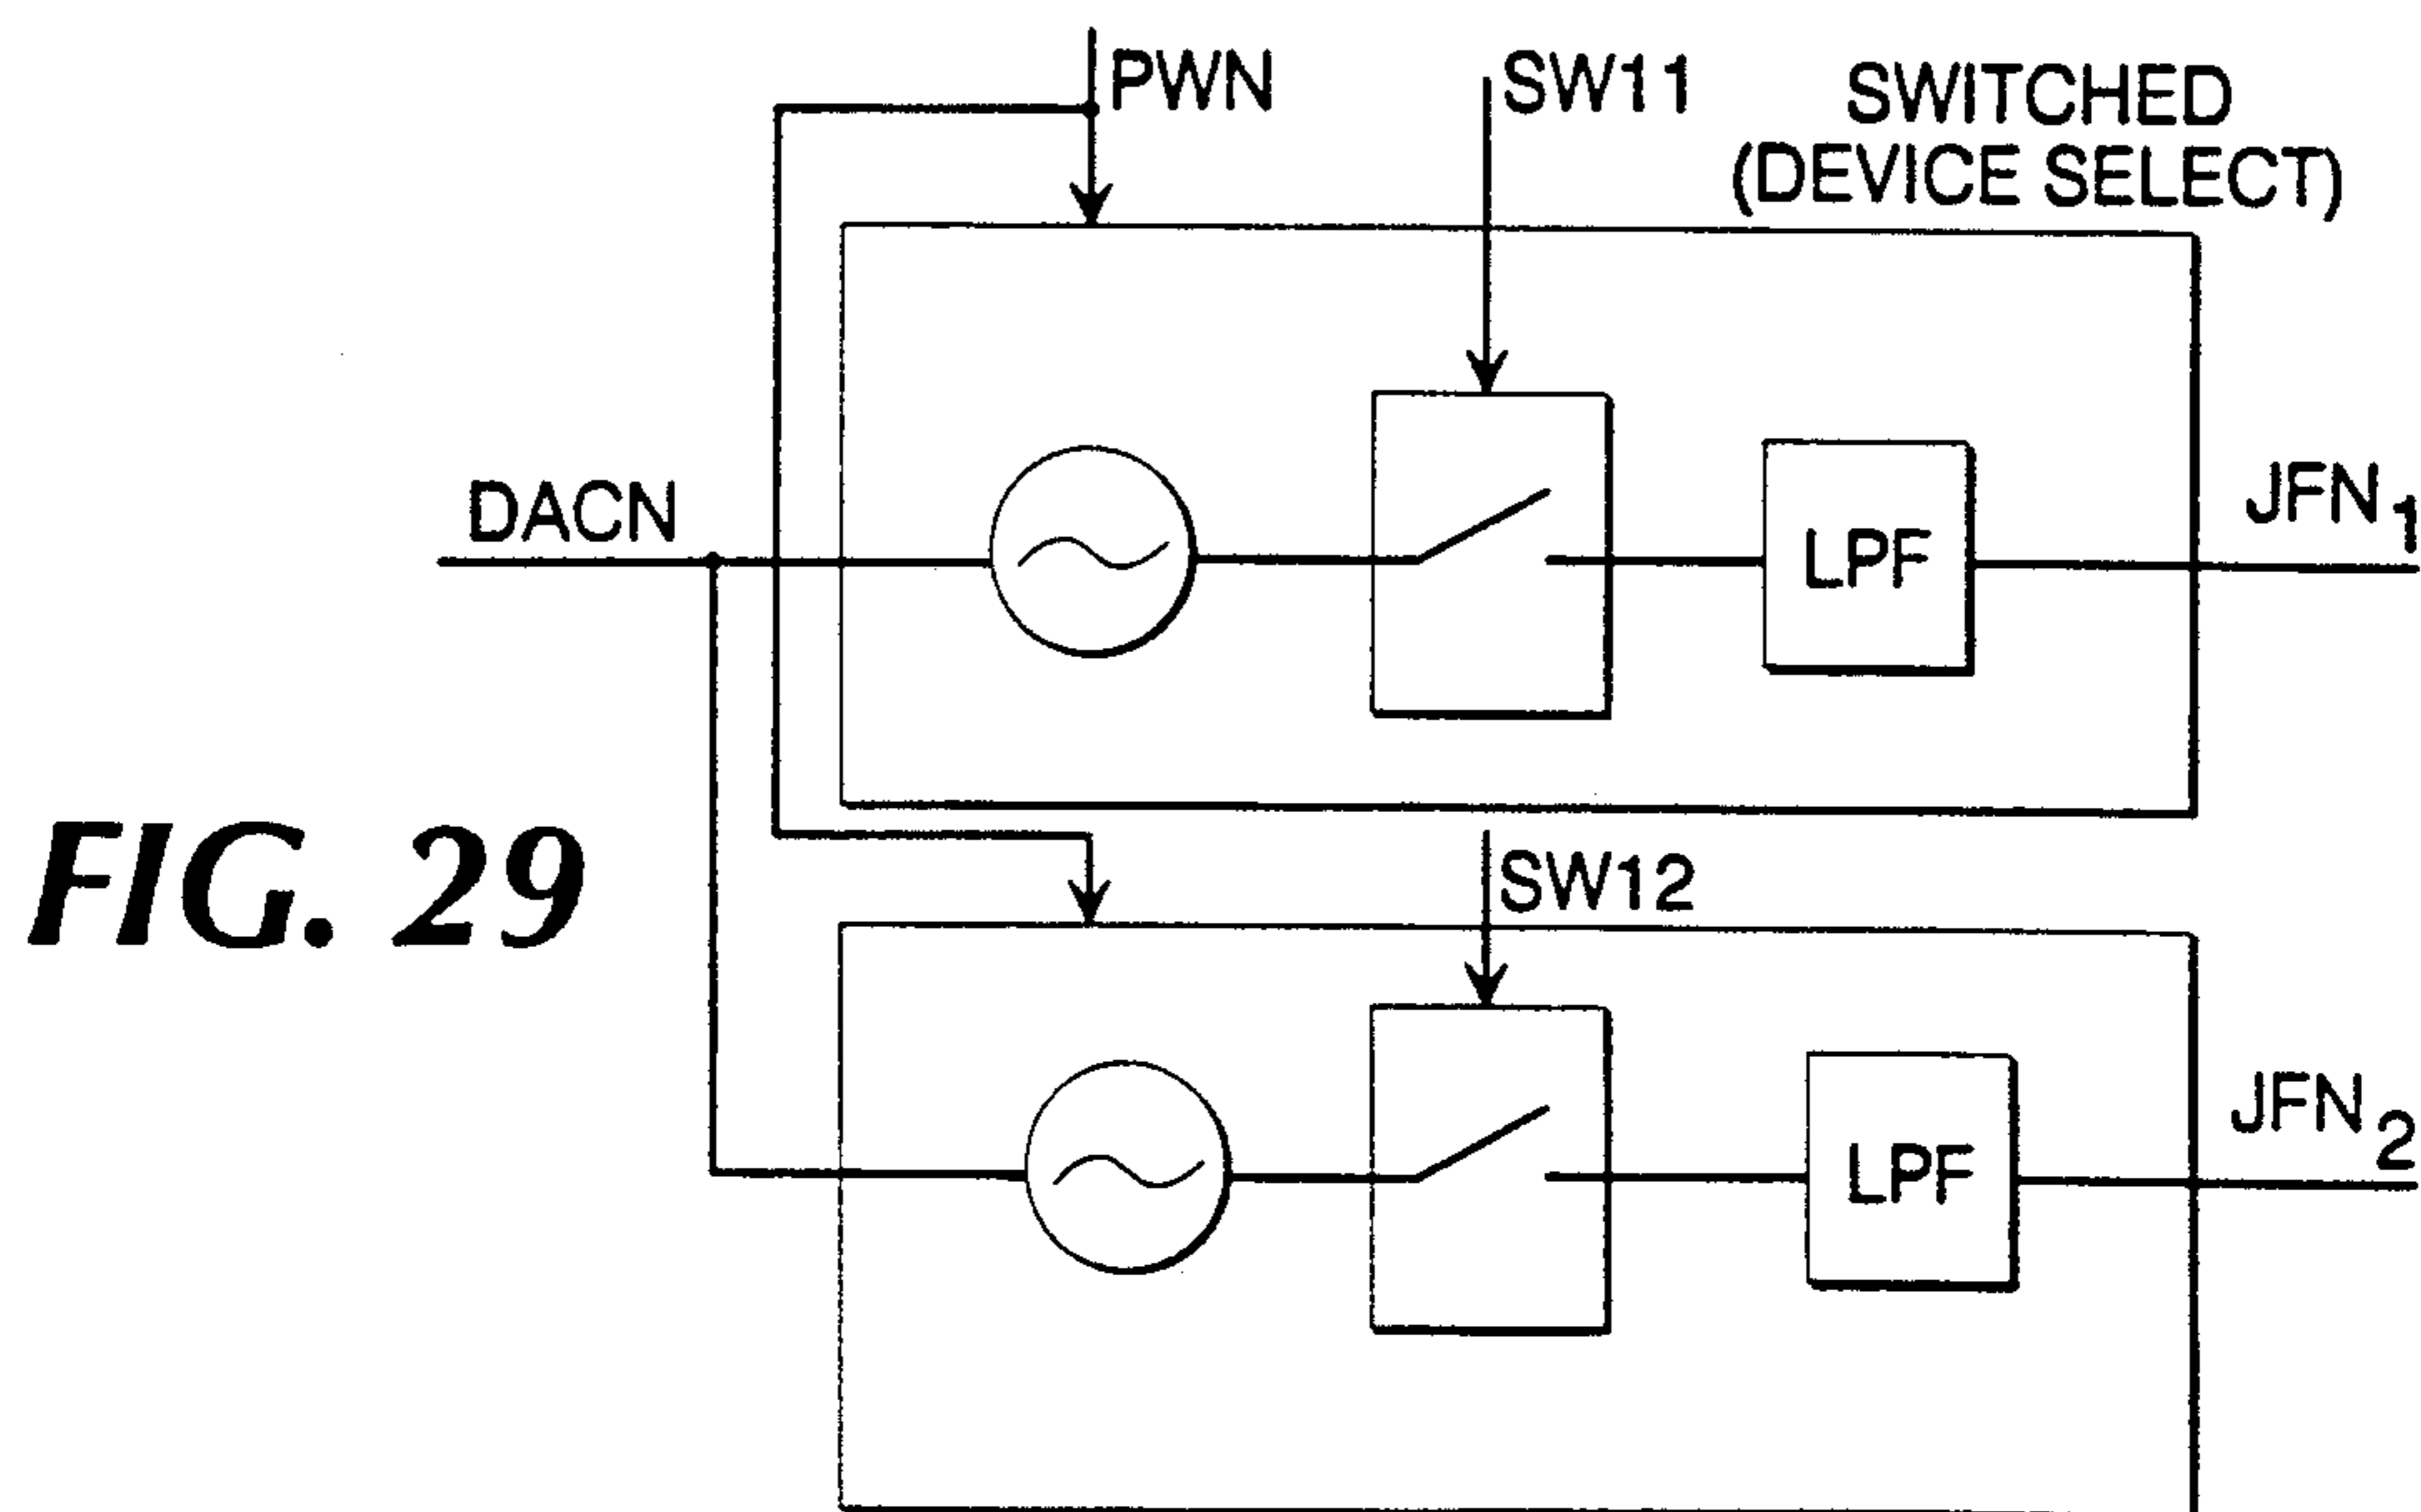 PWN
SW11
SWITCHED
(DEVICE SELECT)
DACN
LPF
JFN1
FIG. 29
SW12
LPF
JFN2